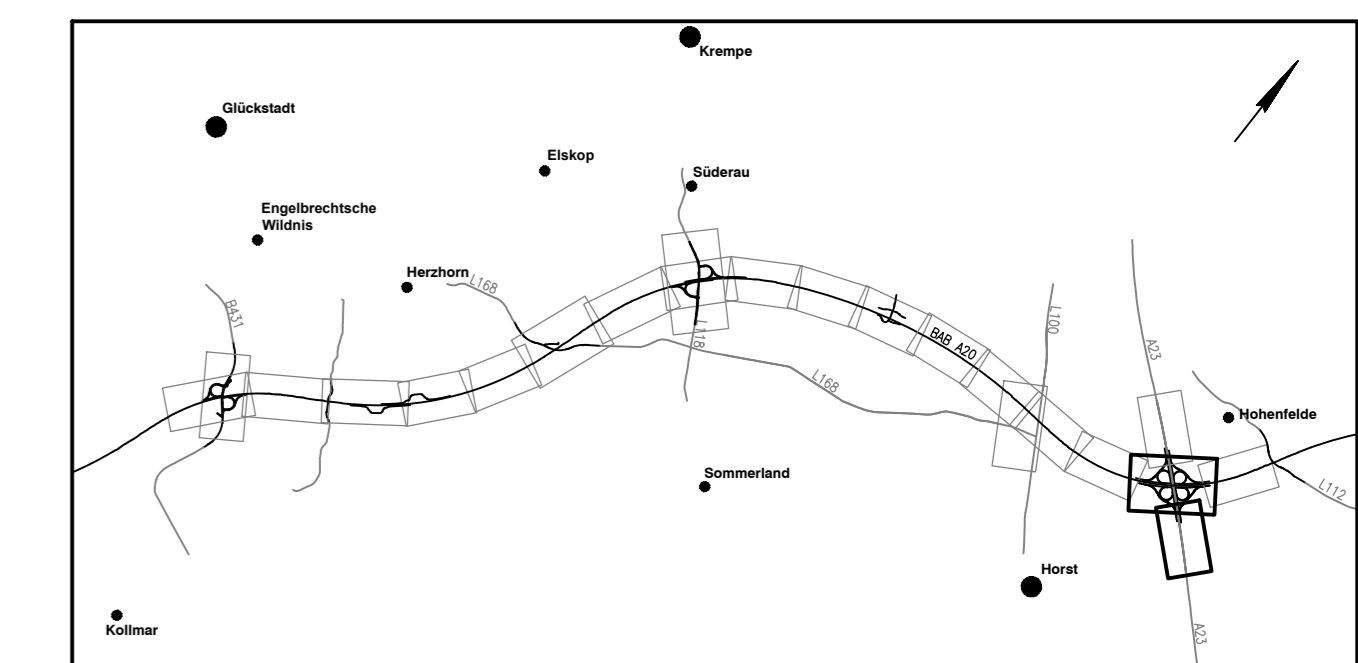 Krempe
Glückstadt
Elskop
Süderau
Engelbrechtsche
Wildnis
Herzhorn
L168
B431
L118
BAB A20
L100
A23
L168
Hohenfelde
Sommerland
L112
Horst
Kollmar
A23